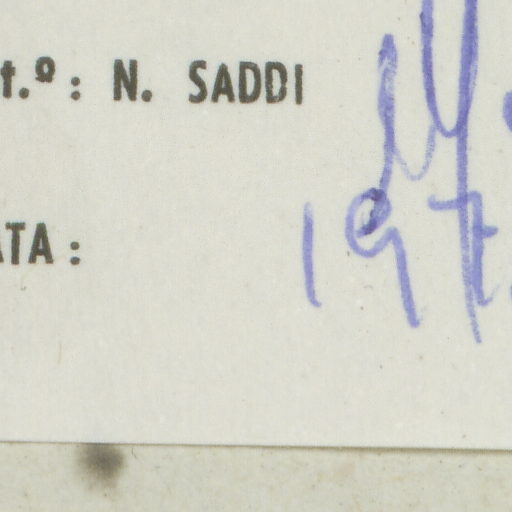 t.º: N. SADDI
ATA:
197